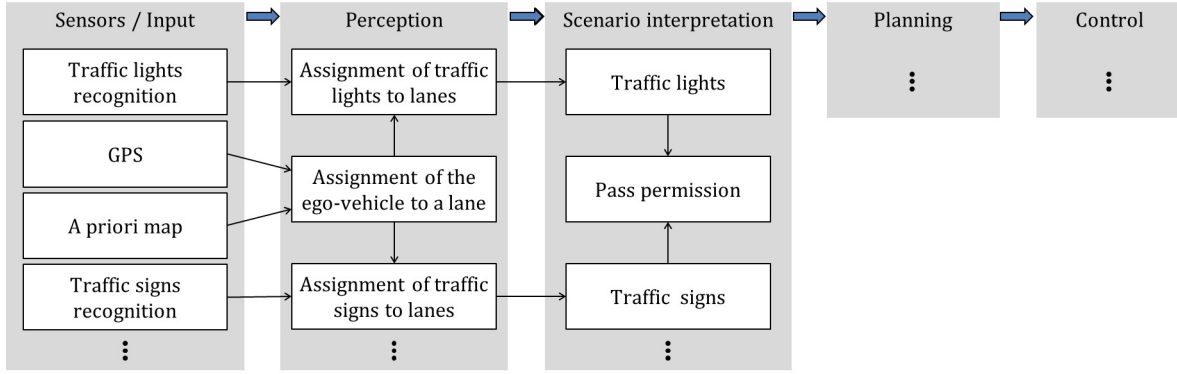 Sensors / Input
Perception
Scenario interpretation
Planning
Control
Traffic lights
recognition
Assignment of traffic
lights to lanes
Traffic lights
GPS
Assignment of the
ego-vehicle to a lane
Pass permission
A priori map
Traffic signs
recognition
Assignment of traffic
signs to lanes
Traffic signs